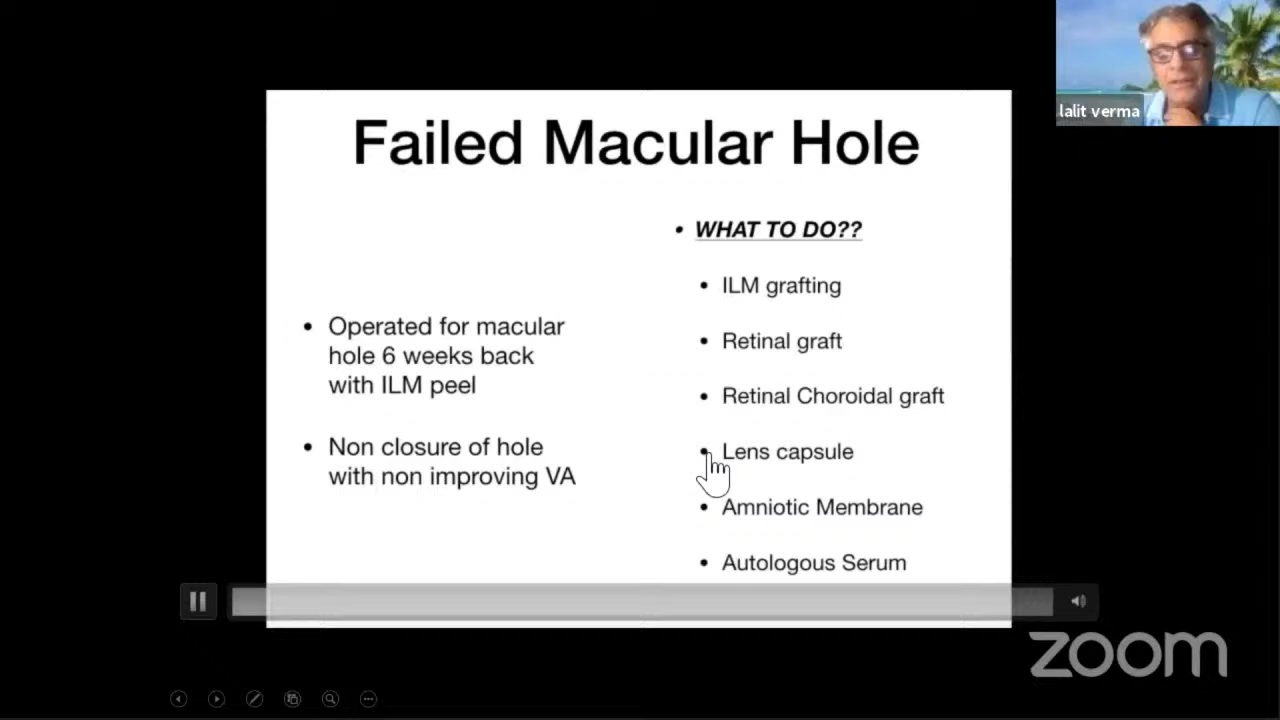 lalit verma
Failed Macular Hole
• Operated for macular
hole 6 weeks back
with ILM peel
• Non closure of hole
with non improving VA
• WHAT TO DO??
• ILM grafting
• Retinal graft
• Retinal Choroidal graft
• Lens capsule
• Amniotic Membrane
• Autologous Serum
zoom